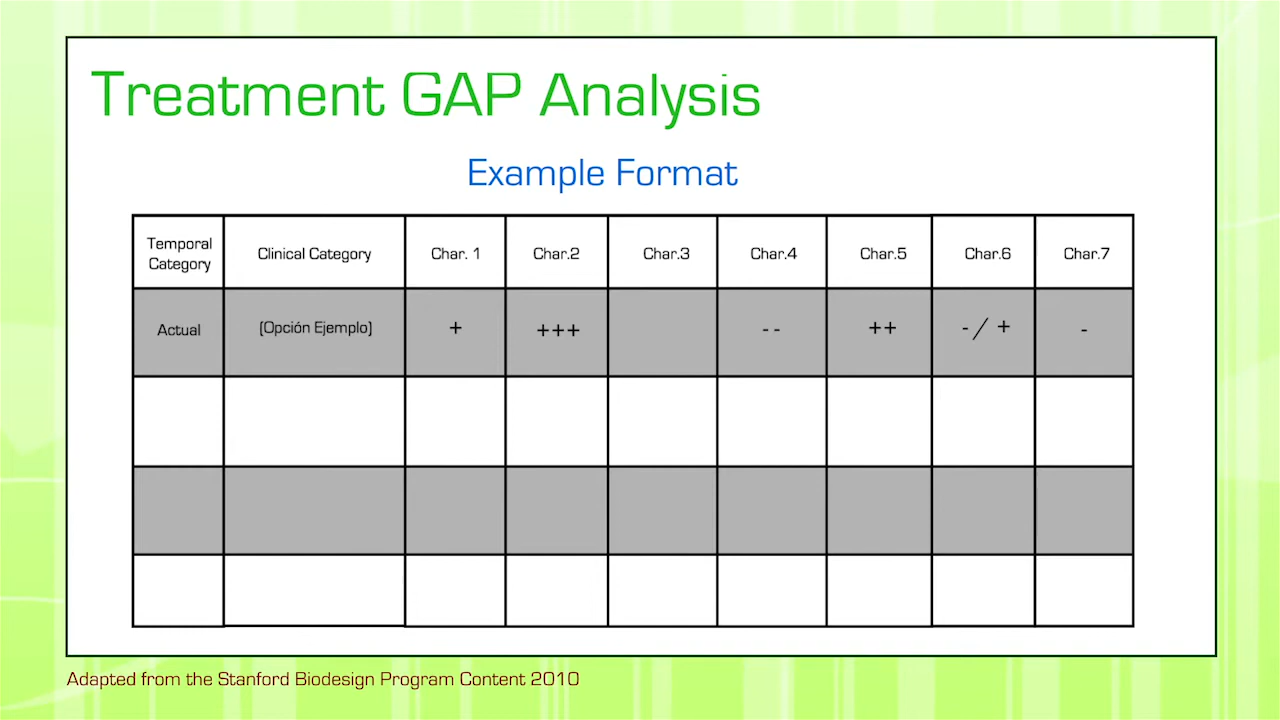 Treatment GAP Analysis
Example Format
Temporal Category Clinical Category Char. 1 Char.2 Char.3 Char.4 Char.5 Char.6 Char.7
Actual (Opción Ejemplo) + +++ -- ++ -/ + -
Adapted from the Stanford Biodesign Program Content 2010